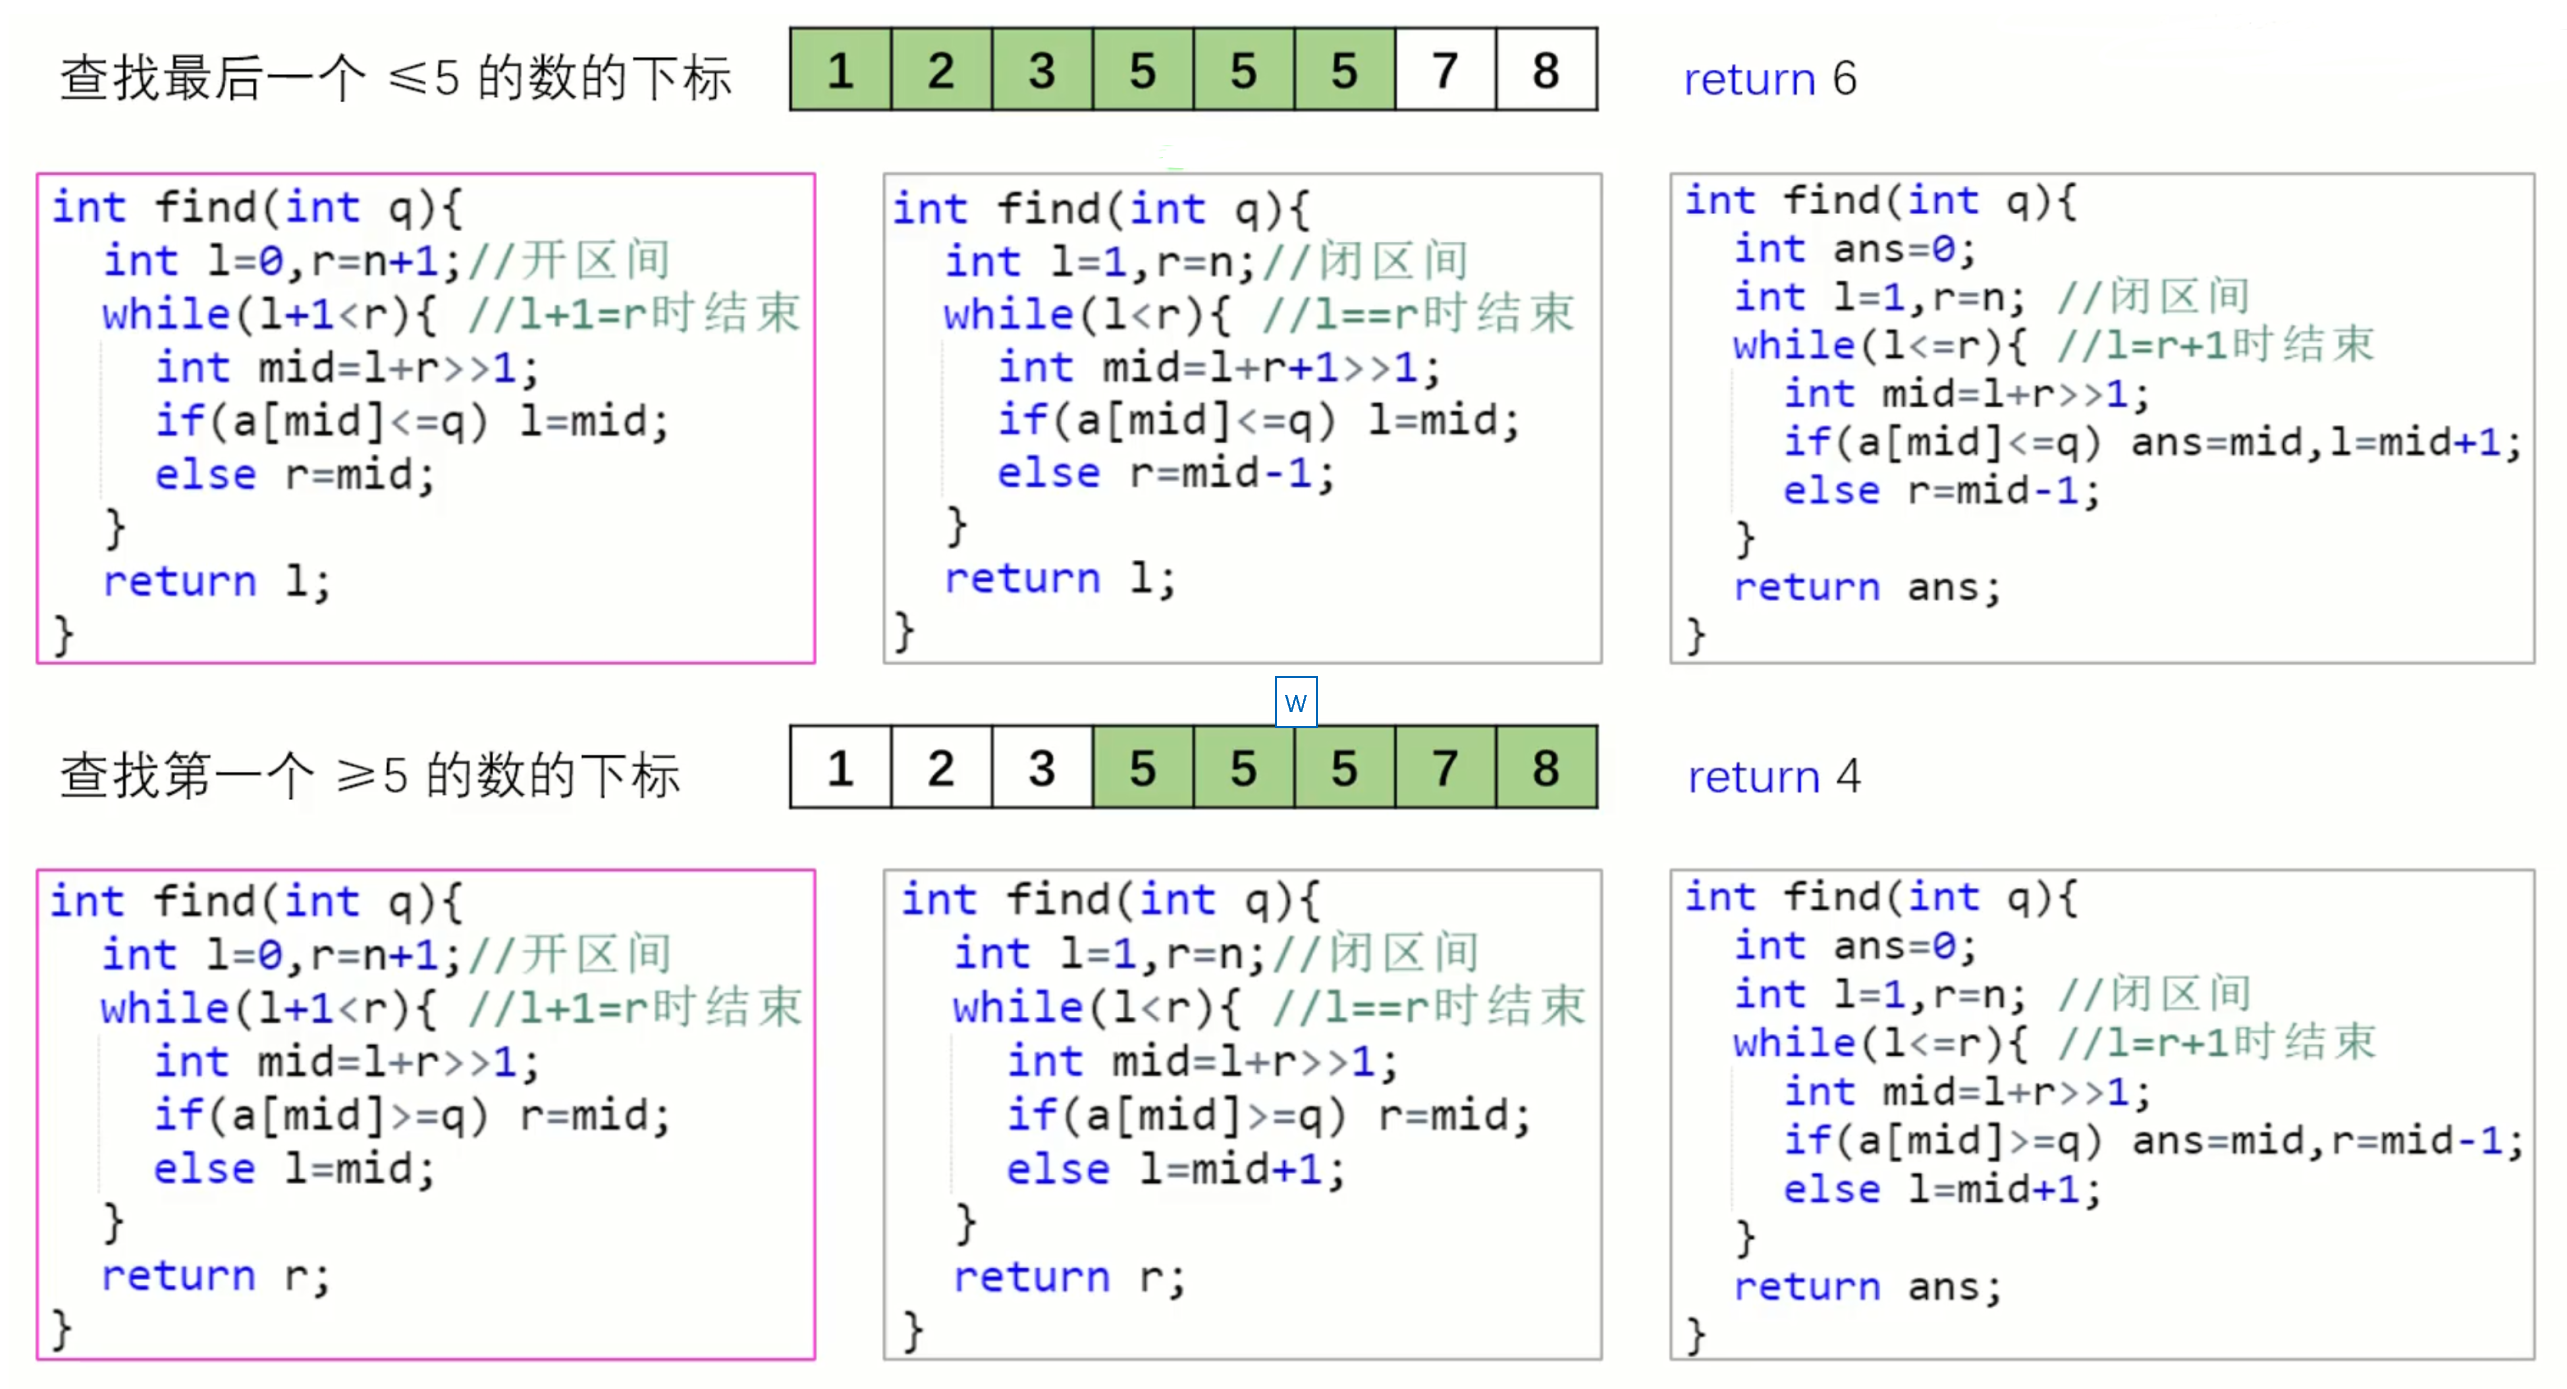 查找最后一个 ≤5 的数的下标
1 2 3 5 5 5 7 8
return 6
int find(int q){
int l=0,r=n+1;//开区间
while(l+1<r){ //l+1=r时结束
int mid=l+r>>1;
if(a[mid]<=q) l=mid;
else r=mid;
}
return l;
}
int find(int q){
int l=1,r=n;//闭区间
while(l<r){ //l==r时结束
int mid=l+r+1>>1;
if(a[mid]<=q) l=mid;
else r=mid-1;
}
return l;
}
int find(int q){
int ans=0;
int l=1,r=n; //闭区间
while(l<=r){ //l=r+1时结束
int mid=l+r>>1;
if(a[mid]<=q) ans=mid,l=mid+1;
else r=mid-1;
}
return ans;
}
W
查找第一个 ≥5 的数的下标
1 2 3 5 5 5 7 8
return 4
int find(int q){
int l=0,r=n+1;//开区间
while(l+1<r){ //l+1=r时结束
int mid=l+r>>1;
if(a[mid]>=q) r=mid;
else l=mid;
}
return r;
}
int find(int q){
int l=1,r=n;//闭区间
while(l<r){ //l==r时结束
int mid=l+r>>1;
if(a[mid]>=q) r=mid;
else l=mid+1;
}
return r;
}
int find(int q){
int ans=0;
int l=1,r=n; //闭区间
while(l<=r){ //l=r+1时结束
int mid=l+r>>1;
if(a[mid]>=q) ans=mid,r=mid-1;
else l=mid+1;
}
return ans;
}